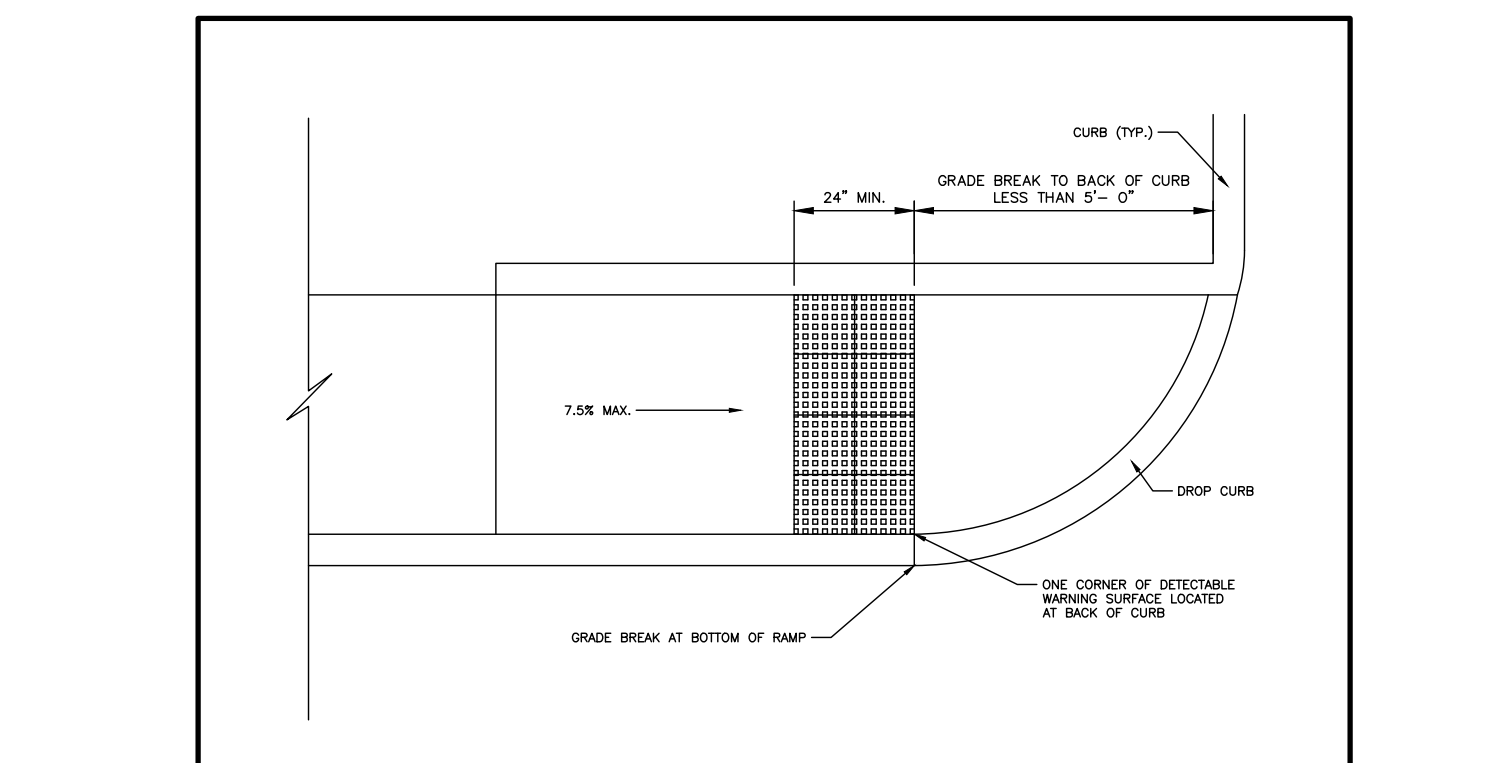 CURB (TYP.)
GRADE BREAK TO BACK OF CURB
LESS THAN 5'– 0"
24" MIN.
7.5% MAX.
DROP CURB
ONE CORNER OF DETECTABLE
WARNING SURFACE LOCATED
AT BACK OF CURB
GRADE BREAK AT BOTTOM OF RAMP